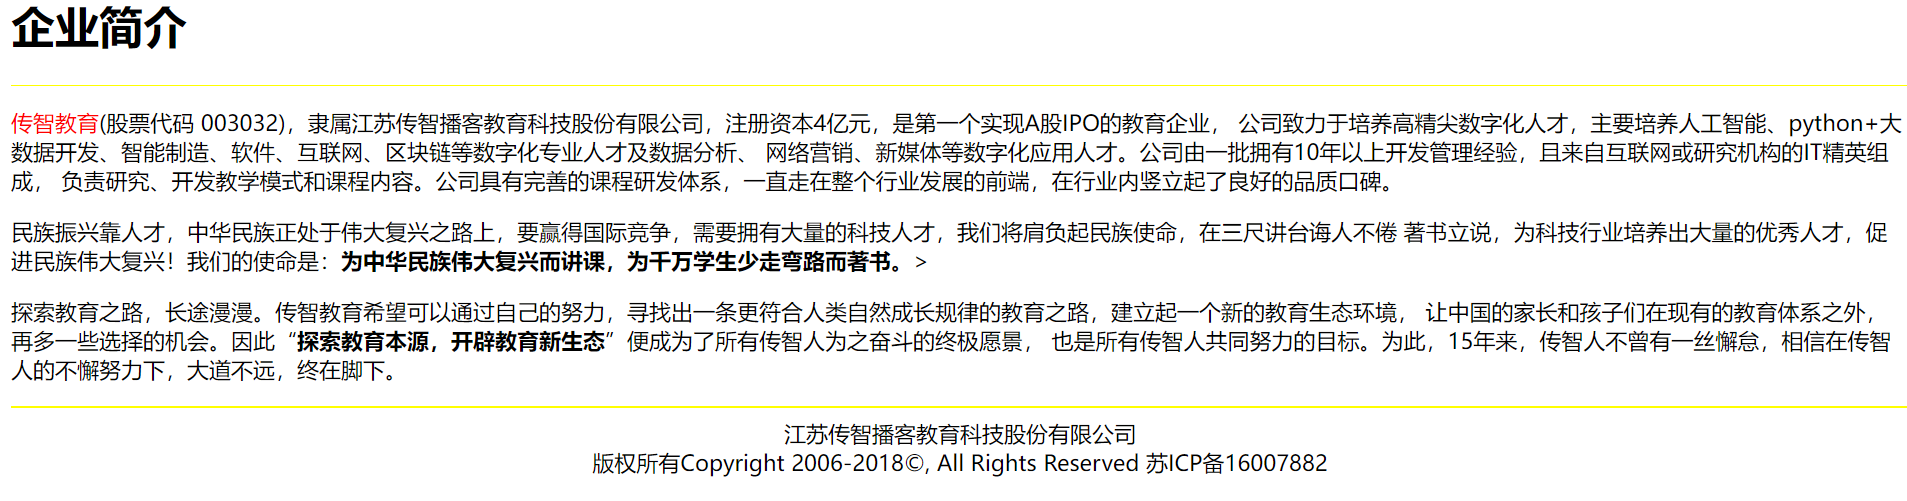 企业简介
传智教育(股票代码 003032)，隶属江苏传智播客教育科技股份有限公司，注册资本4亿元，是第一个实现A股IPO的教育企业， 公司致力于培养高精尖数字化人才，主要培养人工智能、python+大
数据开发、智能制造、软件、互联网、区块链等数字化专业人才及数据分析、 网络营销、新媒体等数字化应用人才。公司由一批拥有10年以上开发管理经验，且来自互联网或研究机构的IT精英组
成， 负责研究、开发教学模式和课程内容。公司具有完善的课程研发体系，一直走在整个行业发展的前端，在行业内竖立起了良好的品质口碑。
民族振兴靠人才，中华民族正处于伟大复兴之路上，要赢得国际竞争，需要拥有大量的科技人才，我们将肩负起民族使命，在三尺讲台诲人不倦 著书立说，为科技行业培养出大量的优秀人才，促
进民族伟大复兴！我们的使命是：为中华民族伟大复兴而讲课，为千万学生少走弯路而著书。>
探索教育之路，长途漫漫。传智教育希望可以通过自己的努力，寻找出一条更符合人类自然成长规律的教育之路，建立起一个新的教育生态环境， 让中国的家长和孩子们在现有的教育体系之外，
再多一些选择的机会。因此“探索教育本源，开辟教育新生态”便成为了所有传智人为之奋斗的终极愿景， 也是所有传智人共同努力的目标。为此，15年来，传智人不曾有一丝懈怠，相信在传智
人的不懈努力下，大道不远，终在脚下。
江苏传智播客教育科技股份有限公司
版权所有Copyright 2006-2018©, All Rights Reserved 苏ICP备16007882